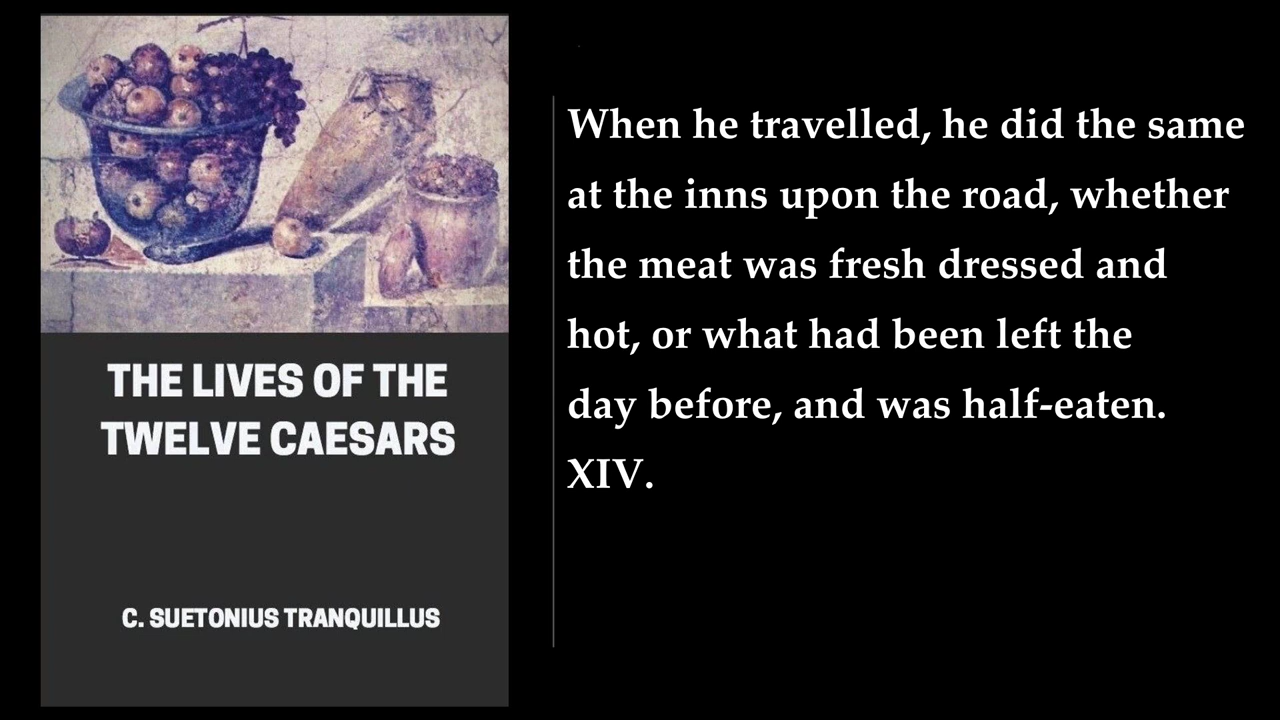 THE LIVES OF THE
TWELVE CAESARS
C. SUETONIUS TRANQUILLUS
When he travelled, he did the same
at the inns upon the road, whether
the meat was fresh dressed and
hot, or what had been left the
day before, and was half-eaten.
XIV.